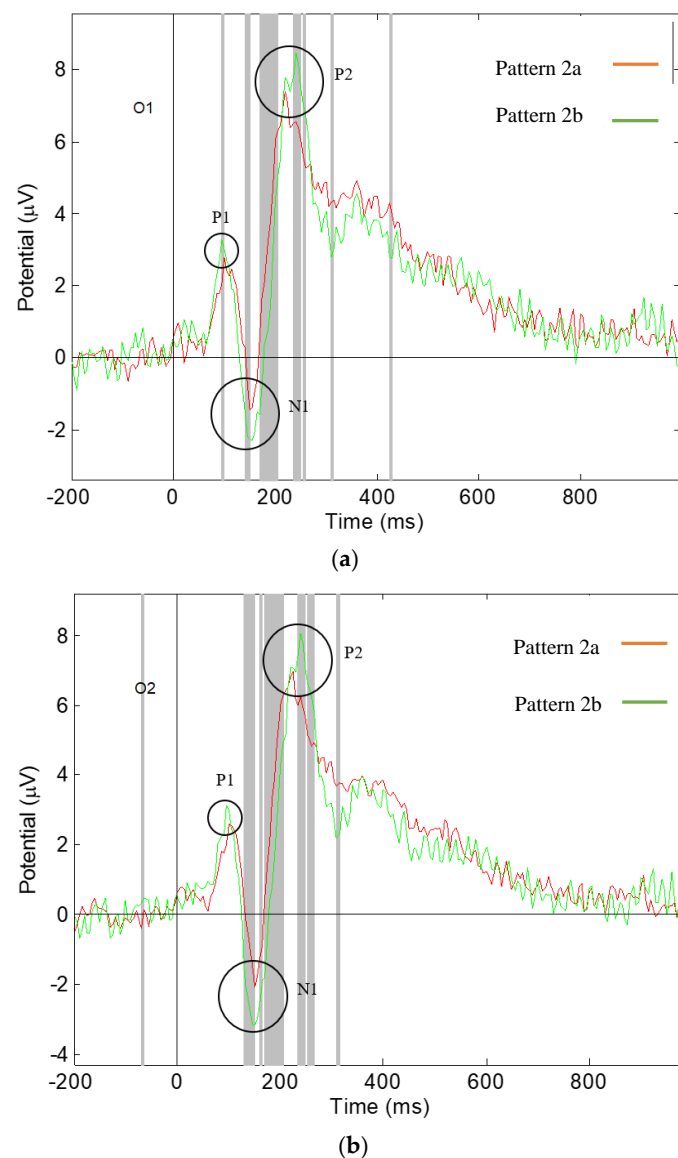 8
P2
Pattern 2a
6
O1
Pattern 2b
Potential (μV)
4
P1
2
0
N1
-2
-200 0 200 400 600 800
Time (ms)
(a)
8
P2
Pattern 2a
6
O2
Pattern 2b
Potential (μV)
4
P1
2
0
-2
N1
-4
-200 0 200 400 600 800
Time (ms)
(b)